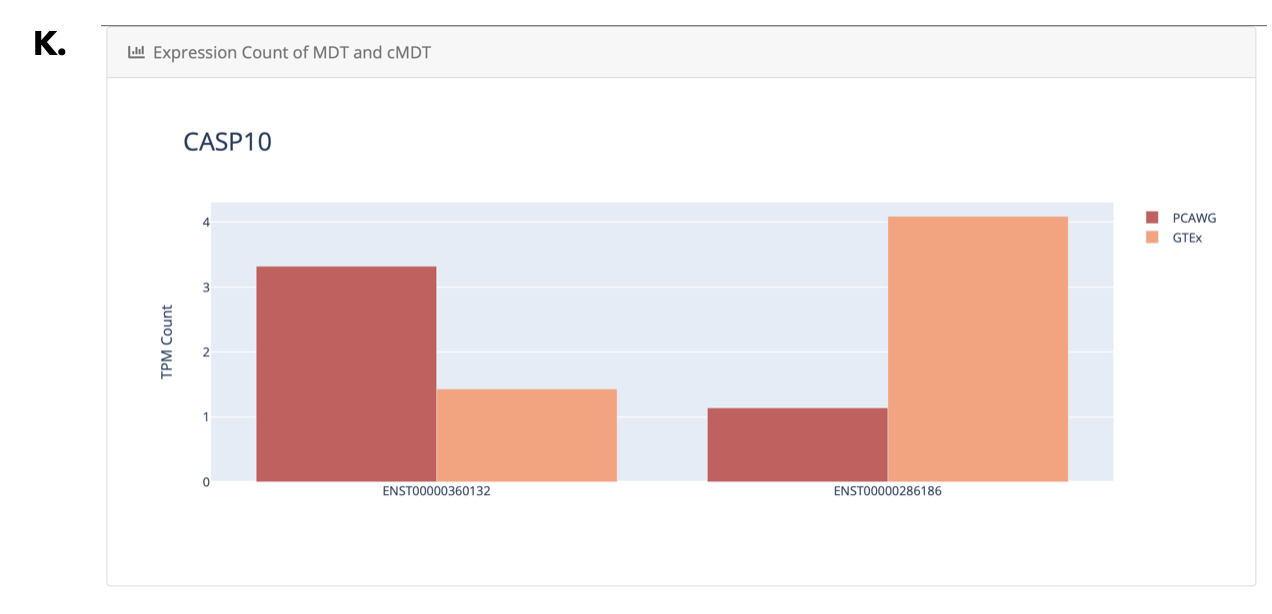 K.
Expression Count of MDT and cMDT
CASP10
PCAWG
GTEx
4
3
2
1
0
TPM Count
ENST00000360132
ENST00000286186